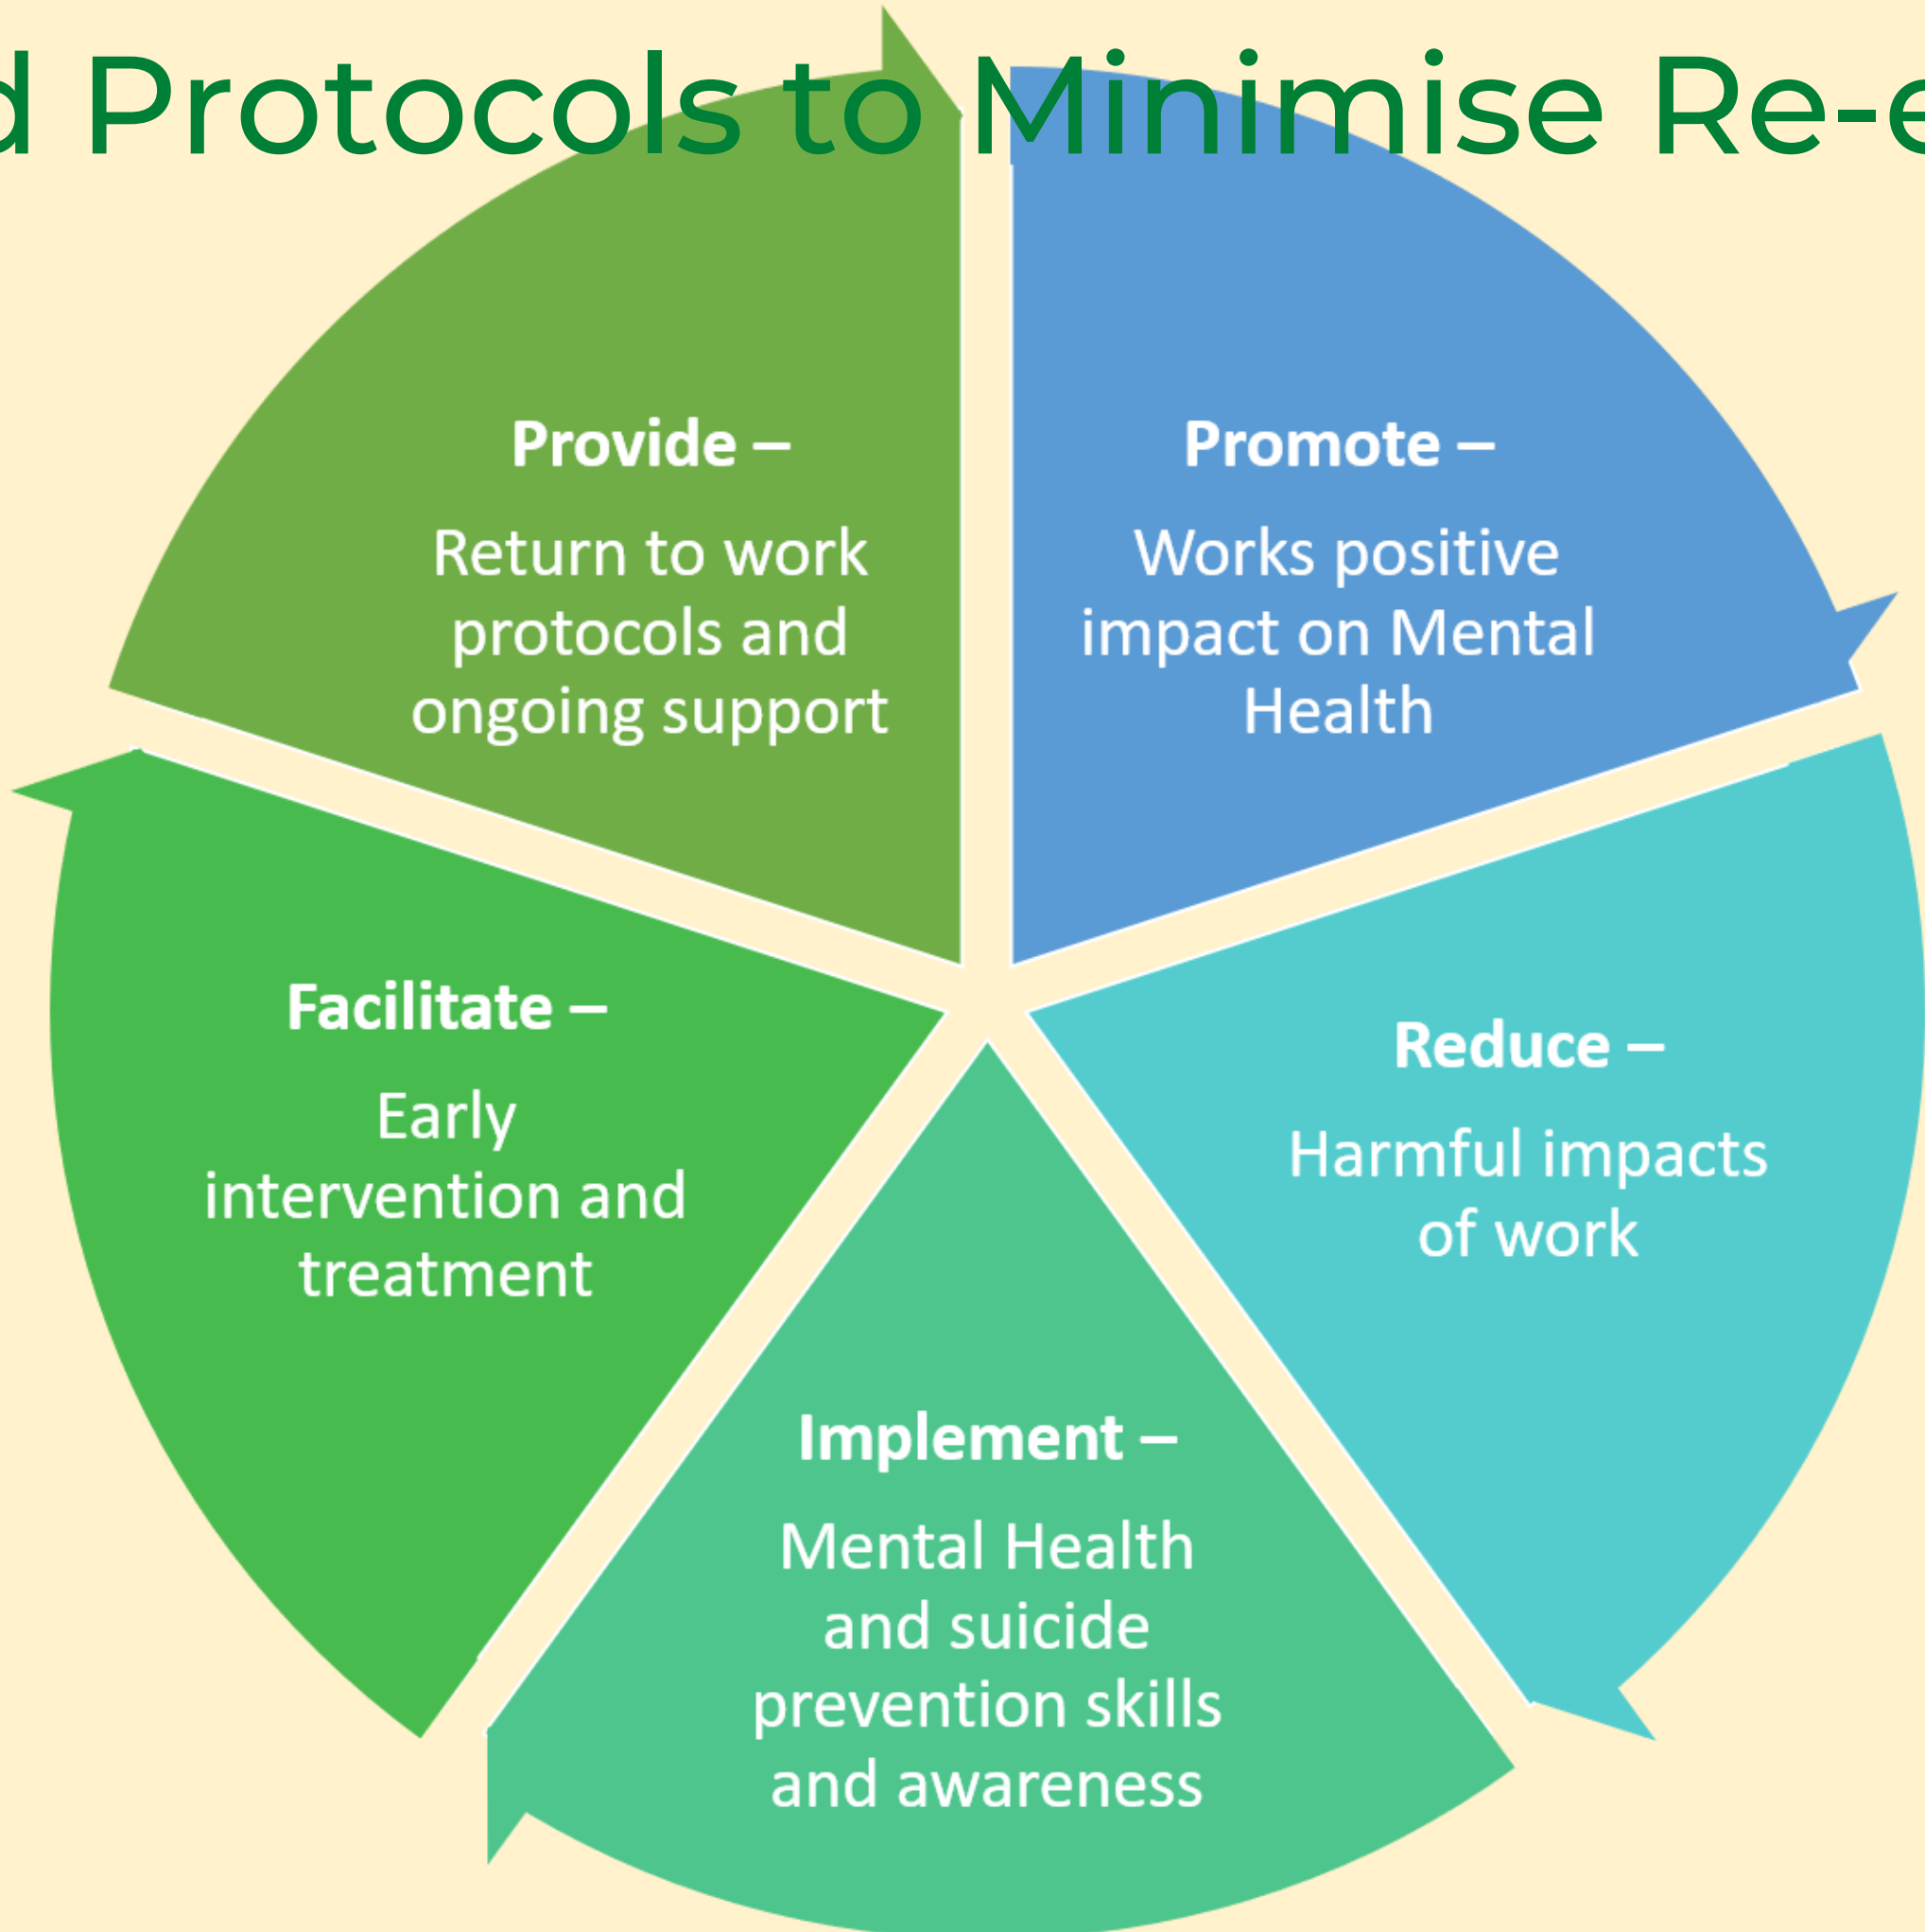 d Protocols to Minimise Re-e
Provide –
Return to work
protocols and
ongoing support
Promote –
Works positive
impact on Mental
Health
Facilitate –
Early
intervention and
treatment
Reduce –
Harmful impacts
of work
Implement –
Mental Health
and suicide
prevention skills
and awareness